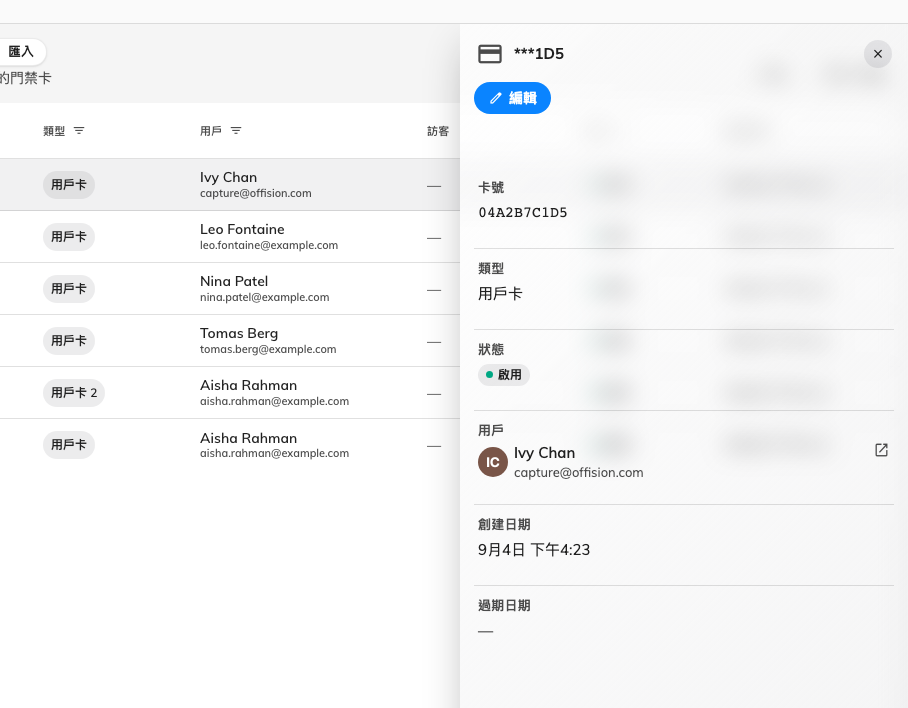 匯入
的門禁卡
類型
用戶
訪客
用戶卡
Ivy Chan
capture@offision.com
—
用戶卡
Leo Fontaine
leo.fontaine@example.com
—
用戶卡
Nina Patel
nina.patel@example.com
—
用戶卡
Tomas Berg
tomas.berg@example.com
—
用戶卡 2
Aisha Rahman
aisha.rahman@example.com
—
用戶卡
Aisha Rahman
aisha.rahman@example.com
—
***1D5
編輯
卡號
04A2B7C1D5
類型
用戶卡
狀態
啟用
用戶
IC
Ivy Chan
capture@offision.com
創建日期
9月4日 下午4:23
過期日期
—